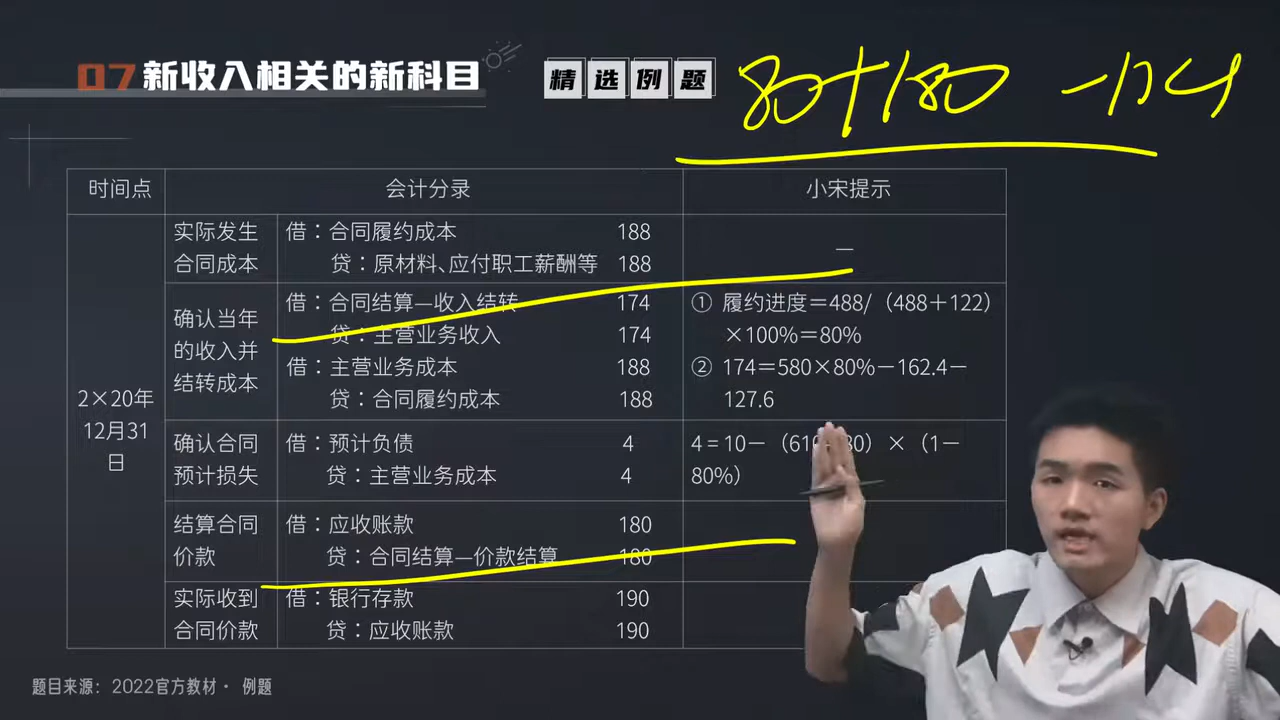 07 新收入相关的新科目
精选例题
80+180 -174
时间点 会计分录 小宋提示
2×20年
12月31
日
实际发生
合同成本
借：合同履约成本 188
贷：原材料、应付职工薪酬等 188
—
确认当年
的收入并
结转成本
借：合同结算—收入结转 174
贷：主营业务收入 174
借：主营业务成本 188
贷：合同履约成本 188
① 履约进度＝488/（488＋122）
×100%＝80%
② 174＝580×80%－162.4－
127.6
确认合同
预计损失
借：预计负债 4
贷：主营业务成本 4
4＝10－（610 80）×（1－
80%）
结算合同
价款
借：应收账款 180
贷：合同结算—价款结算 180
实际收到
合同价款
借：银行存款 190
贷：应收账款 190
题目来源：2022官方教材· 例题